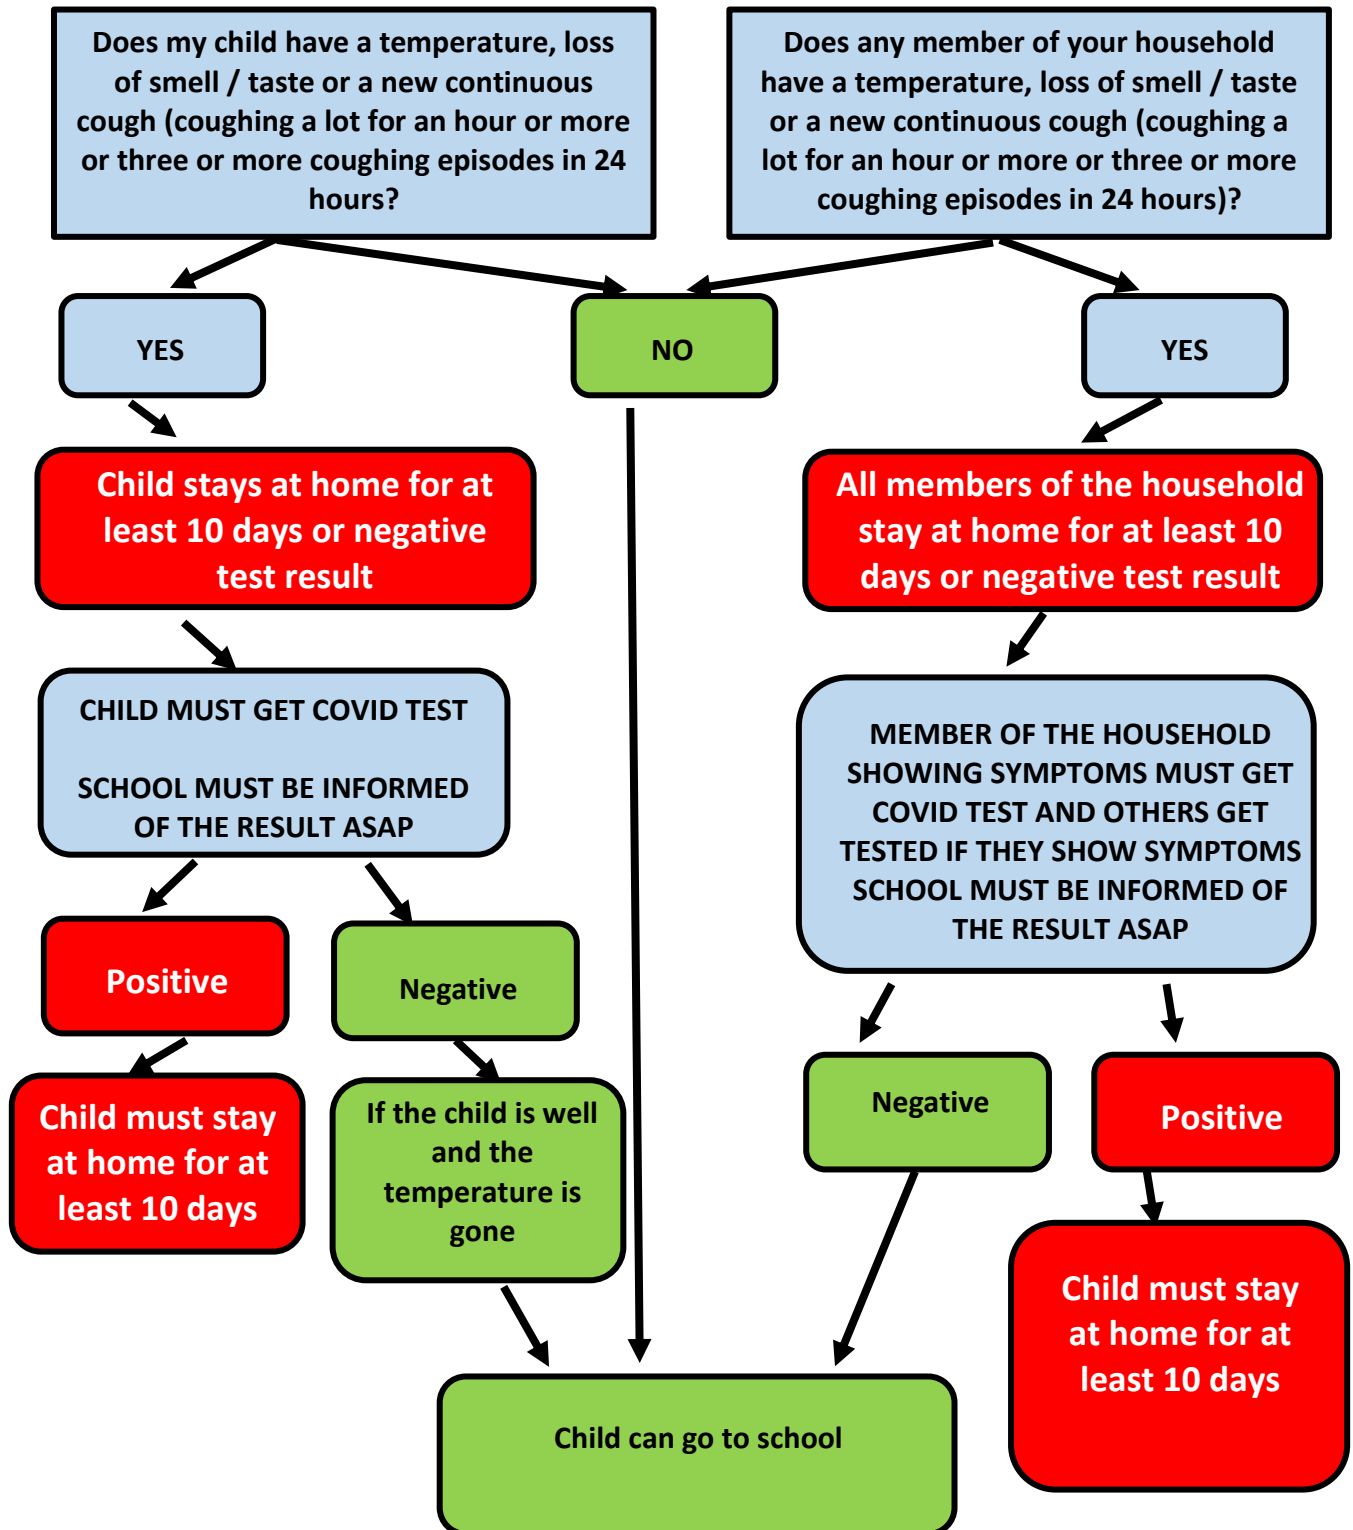 Does my child have a temperature, loss
of smell / taste or a new continuous
cough (coughing a lot for an hour or more
or three or more coughing episodes in 24
hours?
Does any member of your household
have a temperature, loss of smell / taste
or a new continuous cough (coughing a
lot for an hour or more or three or more
coughing episodes in 24 hours)?
YES
NO
YES
Child stays at home for at
least 10 days or negative
test result
All members of the household
stay at home for at least 10
days or negative test result
CHILD MUST GET COVID TEST
SCHOOL MUST BE INFORMED
OF THE RESULT ASAP
MEMBER OF THE HOUSEHOLD
SHOWING SYMPTOMS MUST GET
COVID TEST AND OTHERS GET
TESTED IF THEY SHOW SYMPTOMS
SCHOOL MUST BE INFORMED OF
THE RESULT ASAP
Positive
Negative
Negative
Positive
Child must stay
at home for at
least 10 days
If the child is well
and the
temperature is
gone
Child must stay
at home for at
least 10 days
Child can go to school